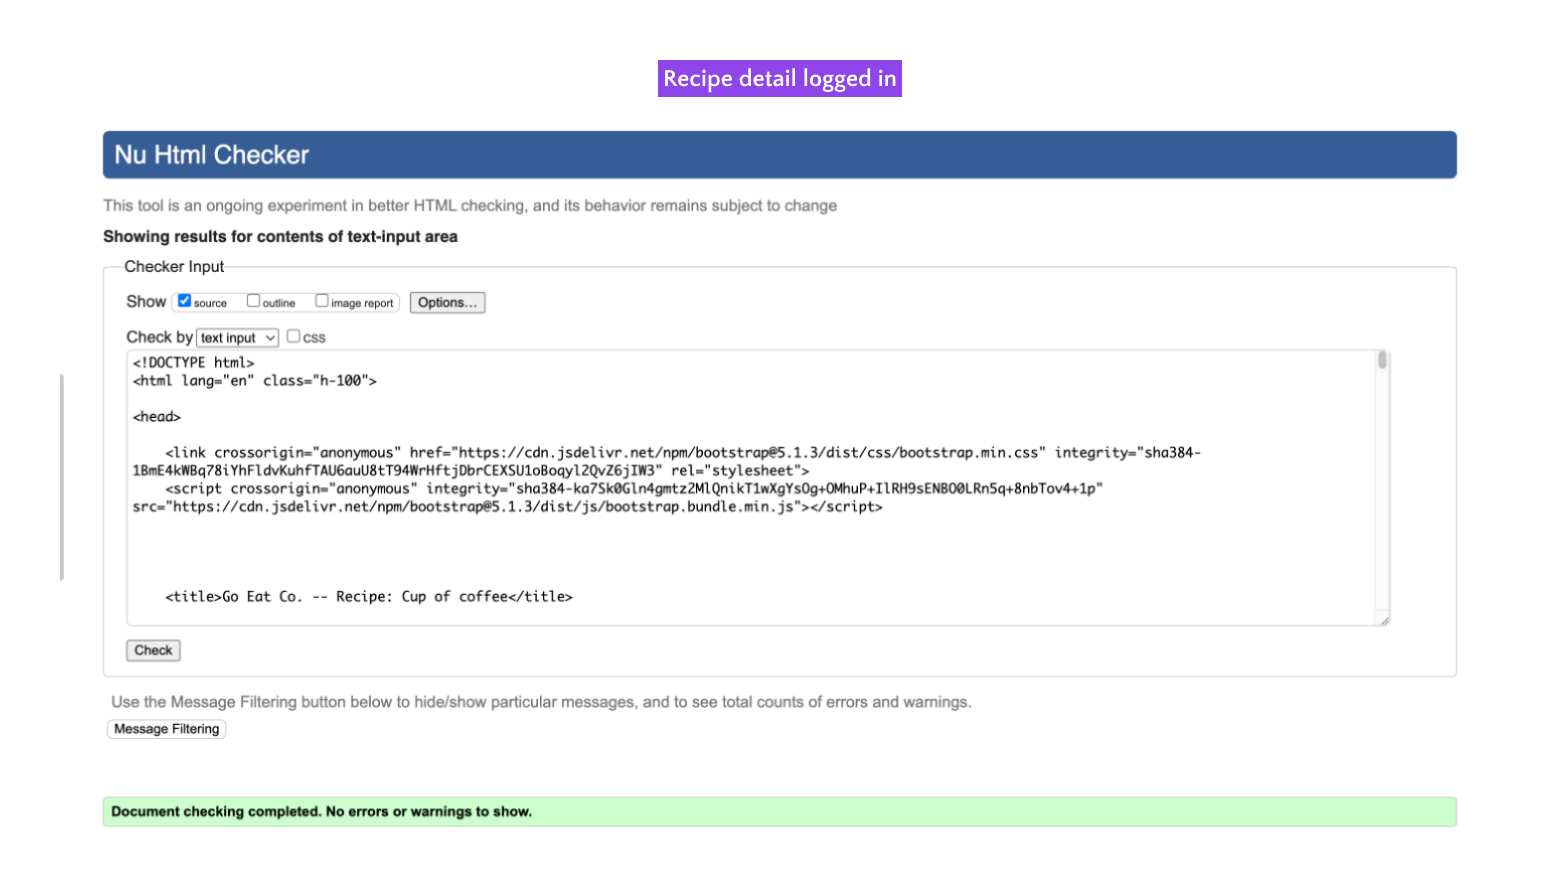 Recipe detail logged in
Nu Html Checker
This tool is an ongoing experiment in better HTML checking, and its behavior remains subject to change
Showing results for contents of text-input area
Checker Input
Show source outline image report Options...
Check by text input css
<!DOCTYPE html>
<html lang="en" class="h-100">
<head>
<link crossorigin="anonymous" href="https://cdn.jsdelivr.net/npm/bootstrap@5.1.3/dist/css/bootstrap.min.css" integrity="sha384-
1BmE4kWBq78iYhFldvKuhfTAU6auU8tT94WrHftjDbrCEXSU1oBoqyl2QvZ6jIW3" rel="stylesheet">
<script crossorigin="anonymous" integrity="sha384-ka7Sk0Gln4gmtz2MlQnikT1wXgYsOg+OMhuP+IlRH9sENBO0LRn5q+8nbTov4+1p"
src="https://cdn.jsdelivr.net/npm/bootstrap@5.1.3/dist/js/bootstrap.bundle.min.js"></script>
<title>Go Eat Co. -- Recipe: Cup of coffee</title>
Check
Use the Message Filtering button below to hide/show particular messages, and to see total counts of errors and warnings.
Message Filtering
Document checking completed. No errors or warnings to show.